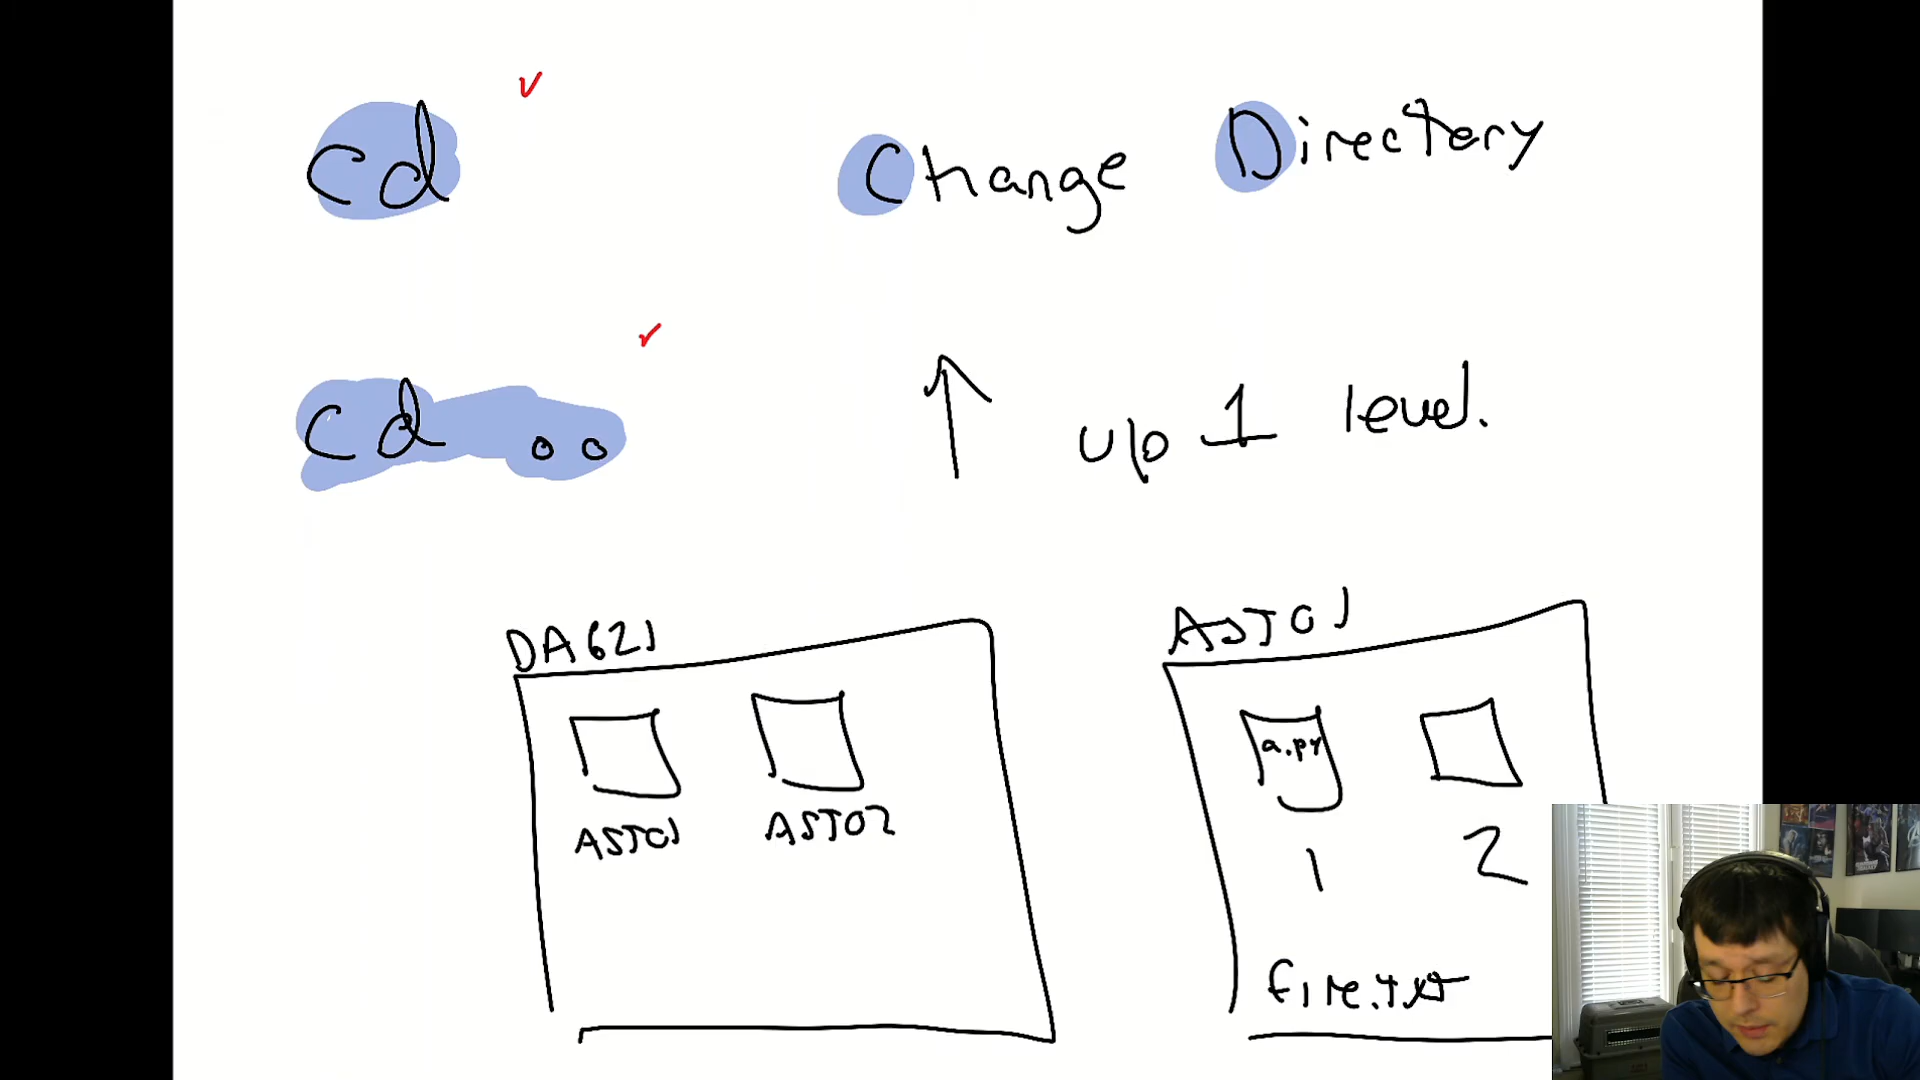 cd Change Directory
cd .. up 1 level.
DA621
AST01 AST02
AST01
a.py
1 2
file.txt